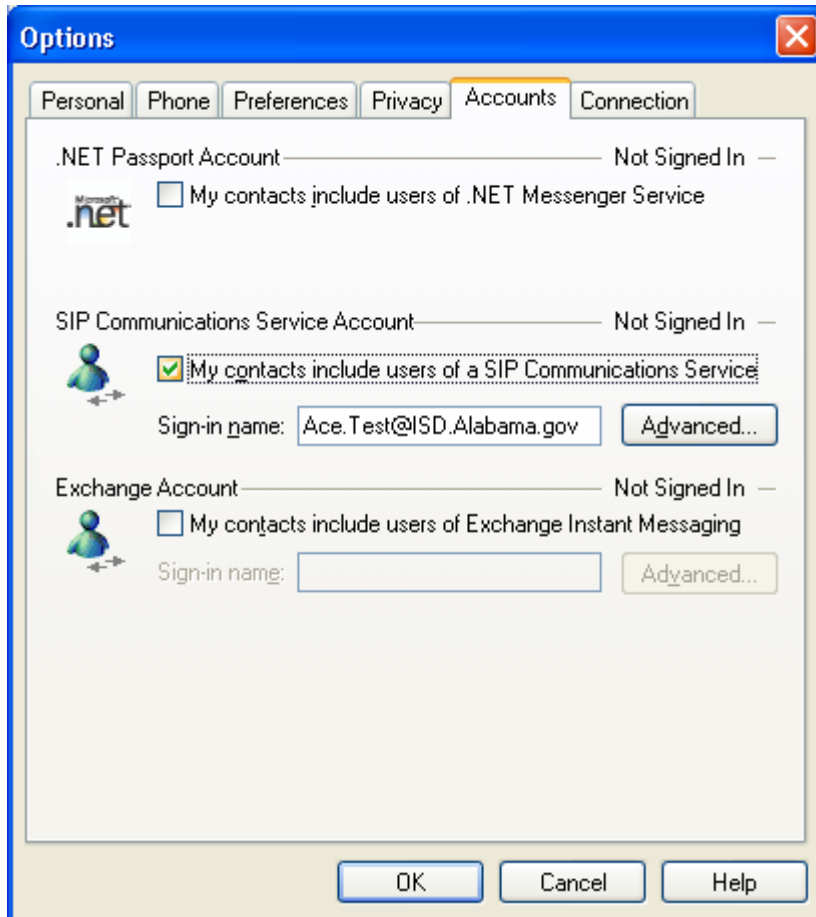 Options
Personal Phone Preferences Privacy Accounts Connection
.NET Passport Account Not Signed In
Microsoft
.net
My contacts include users of .NET Messenger Service
SIP Communications Service Account Not Signed In
My contacts include users of a SIP Communications Service
Sign-in name: Ace.Test@ISD.Alabama.gov Advanced...
Exchange Account Not Signed In
My contacts include users of Exchange Instant Messaging
Sign-in name: Advanced...
OK Cancel Help